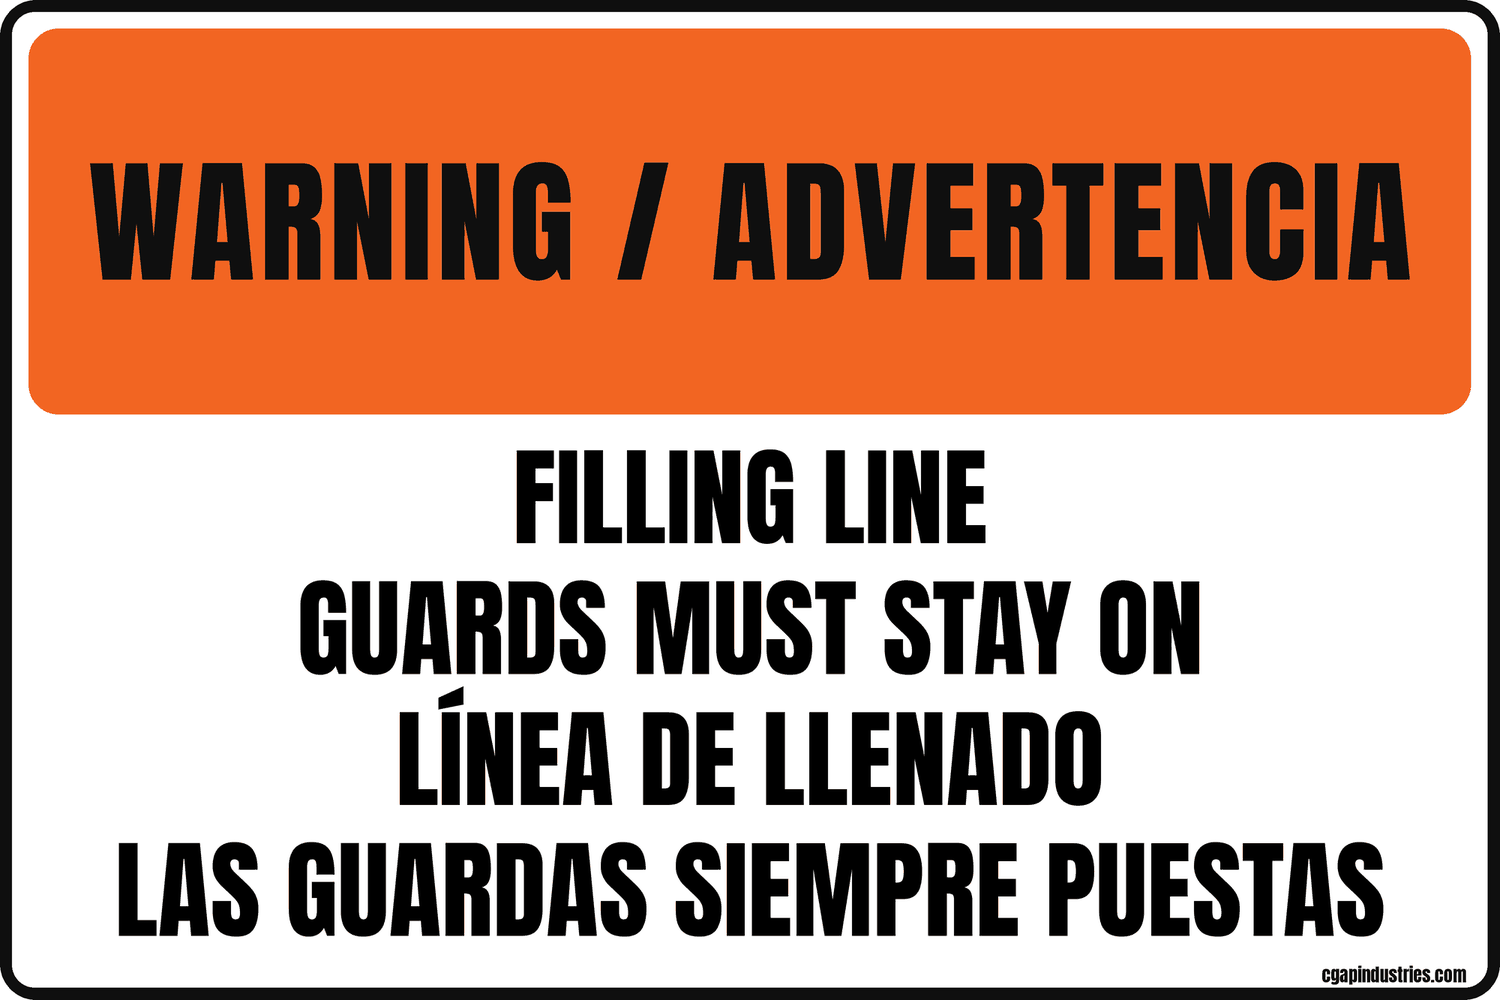 WARNING / ADVERTENCIA
FILLING LINE
GUARDS MUST STAY ON
LÍNEA DE LLENADO
LAS GUARDAS SIEMPRE PUESTAS
cgapindustries.com